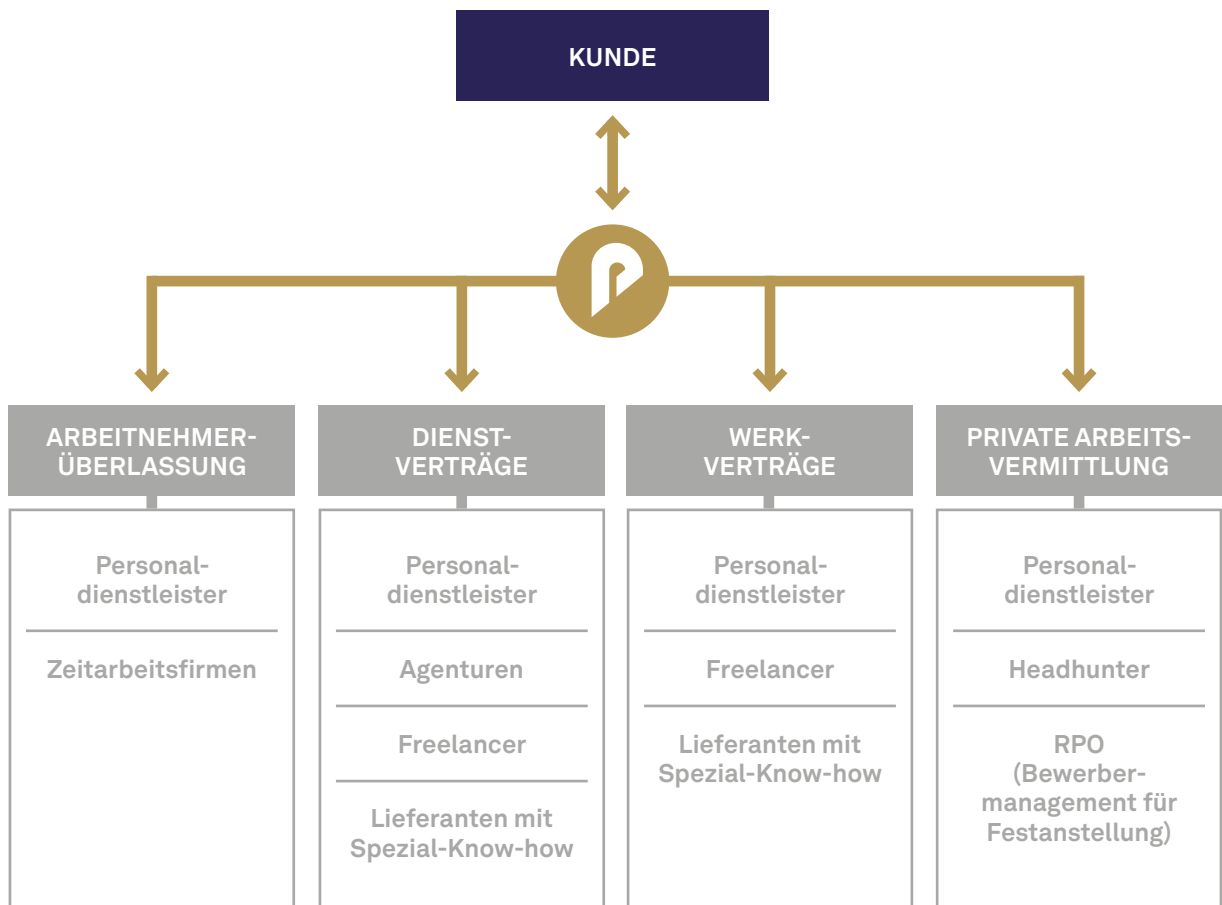 KUNDE
ARBEITNEHMER-
ÜBERLASSUNG
Personal-
dienstleister
Zeitarbeitsfirmen
DIENST-
VERTRÄGE
Personal-
dienstleister
Agenturen
Freelancer
Lieferanten mit
Spezial-Know-how
WERK-
VERTRÄGE
Personal-
dienstleister
Freelancer
Lieferanten mit
Spezial-Know-how
PRIVATE ARBEITS-
VERMITTLUNG
Personal-
dienstleister
Headhunter
RPO
(Bewerber-
management für
Festanstellung)